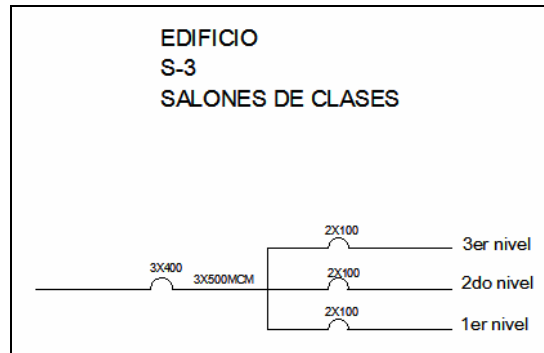 EDIFICIO
S-3
SALONES DE CLASES
2X100
3er nivel
3X400
3X500MCM
2X100
2do nivel
2X100
1er nivel